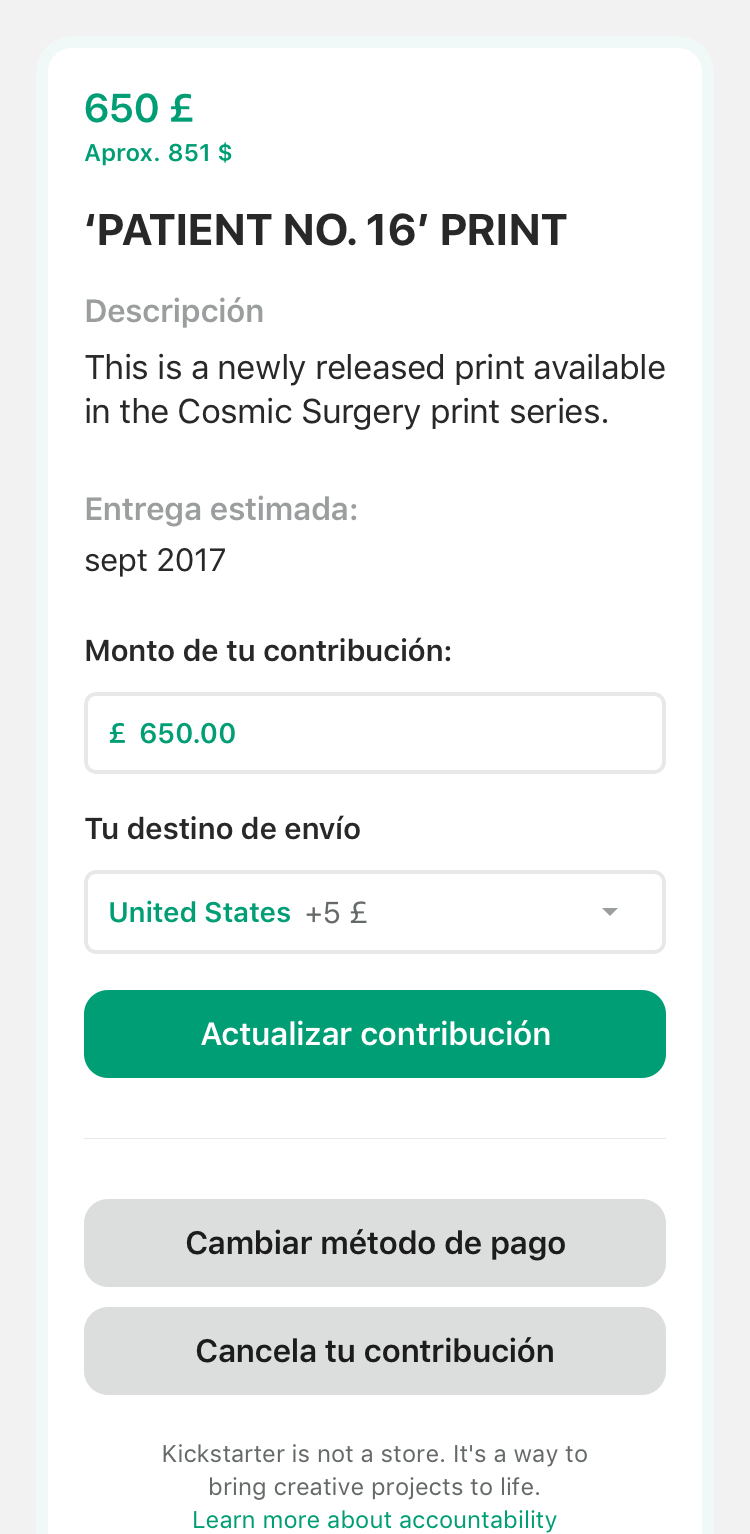 650 £
Aprox. 851 $
‘PATIENT NO. 16’ PRINT
Descripción
This is a newly released print available
in the Cosmic Surgery print series.
Entrega estimada:
sept 2017
Monto de tu contribución:
£ 650.00
Tu destino de envío
United States +5 £
Actualizar contribución
Cambiar método de pago
Cancela tu contribución
Kickstarter is not a store. It's a way to
bring creative projects to life.
Learn more about accountability